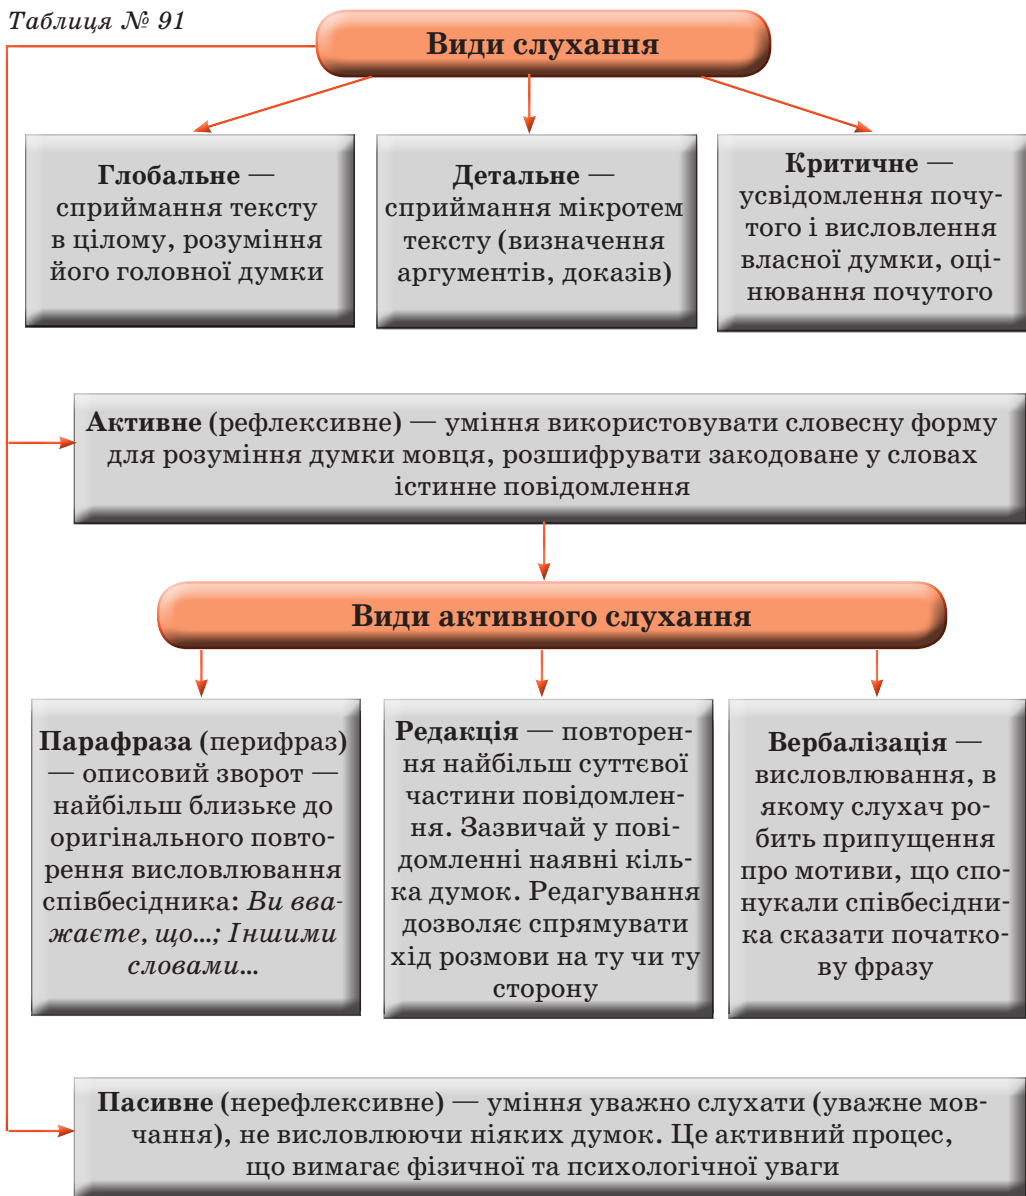 Таблиця № 91
Види слухання
Глобальне —
сприймання тексту
в цілому, розуміння
його головної думки
Детальне —
сприймання мікротем
тексту (визначення
аргументів, доказів)
Критичне —
усвідомлення почу-
того і висловлення
власної думки, оці-
нювання почутого
Активне (рефлексивне) — уміння використовувати словесну форму
для розуміння думки мовця, розшифрувати закодоване у словах
істинне повідомлення
Види активного слухання
Парафраза (перифраз)
— описовий зворот —
найбільш близьке до
оригінального повто-
рення висловлювання
співбесідника: Ви вва-
жаєте, що...; Іншими
словами...
Редакція — повторен-
ня найбільш суттєвої
частини повідомлен-
ня. Зазвичай у пові-
домленні наявні кіль-
ка думок. Редагування
дозволяє спрямувати
хід розмови на ту чи ту
сторону
Вербалізація —
висловлювання, в
якому слухач ро-
бить припущення
про мотиви, що спо-
нукали співбесідни-
ка сказати початко-
ву фразу
Пасивне (нерефлексивне) — уміння уважно слухати (уважне мов-
чання), не висловлюючи ніяких думок. Це активний процес,
що вимагає фізичної та психологічної уваги